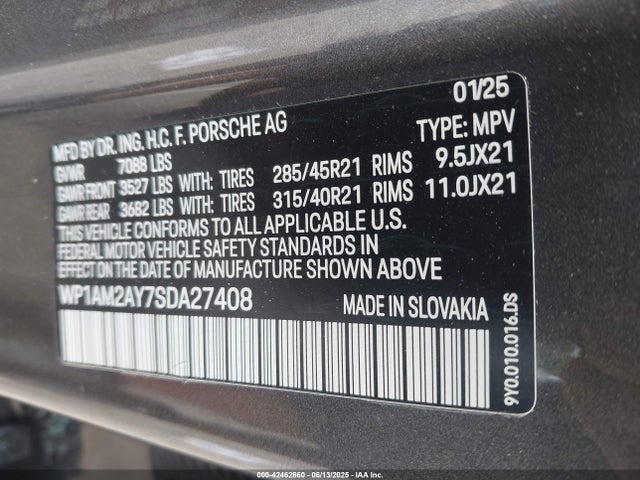 01/25
MFD BY DR. ING. H.C. F. PORSCHE AG TYPE: MPV
GVWR 7088 LBS
GAWR FRONT 3527 LBS WITH: TIRES 285/45R21 RIMS 9.5JX21
GAWR REAR 3682 LBS WITH: TIRES 315/40R21 RIMS 11.0JX21
THIS VEHICLE CONFORMS TO ALL APPLICABLE U.S.
FEDERAL MOTOR VEHICLE SAFETY STANDARDS IN
EFFECT ON THE DATE OF MANUFACTURE SHOWN ABOVE
WP1AM2AY7SDA27408 MADE IN SLOVAKIA
9Y0.010.016.DS
000-42462860 - 06/13/2025 - IAAI.com